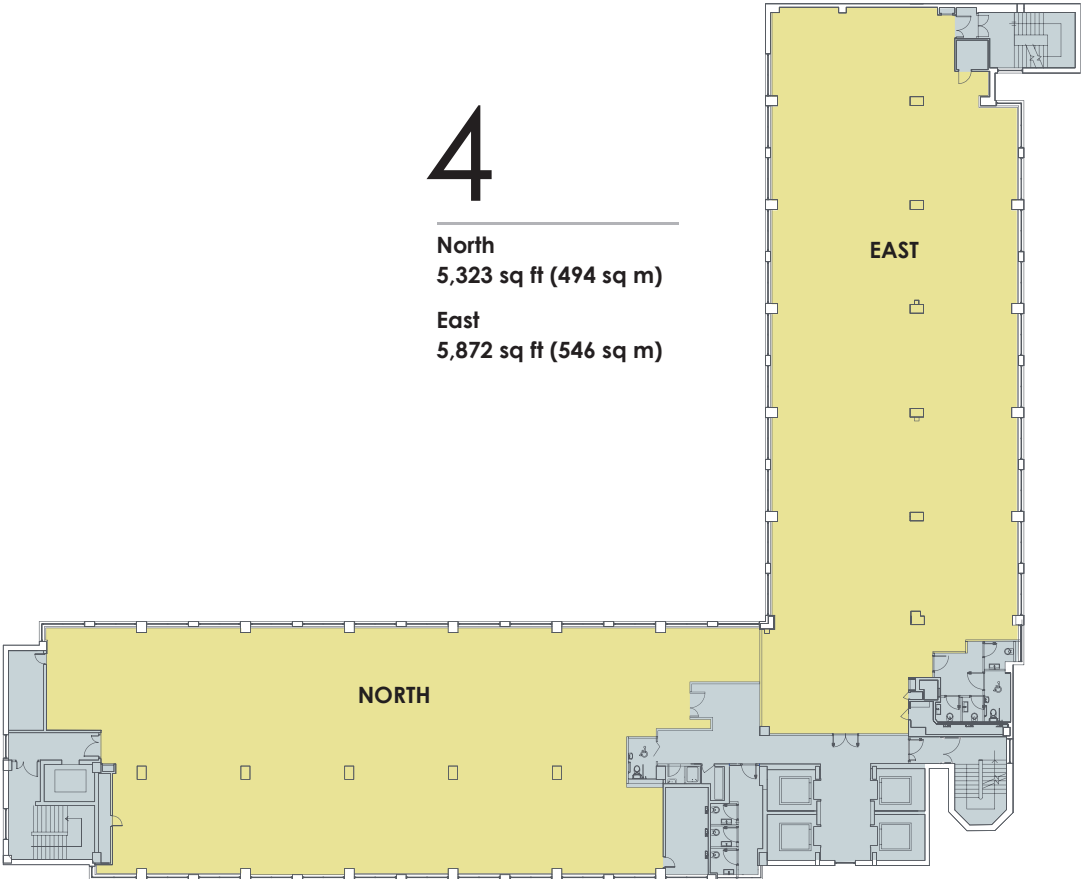 4
North
5,323 sq ft (494 sq m)
East
5,872 sq ft (546 sq m)
EAST
NORTH